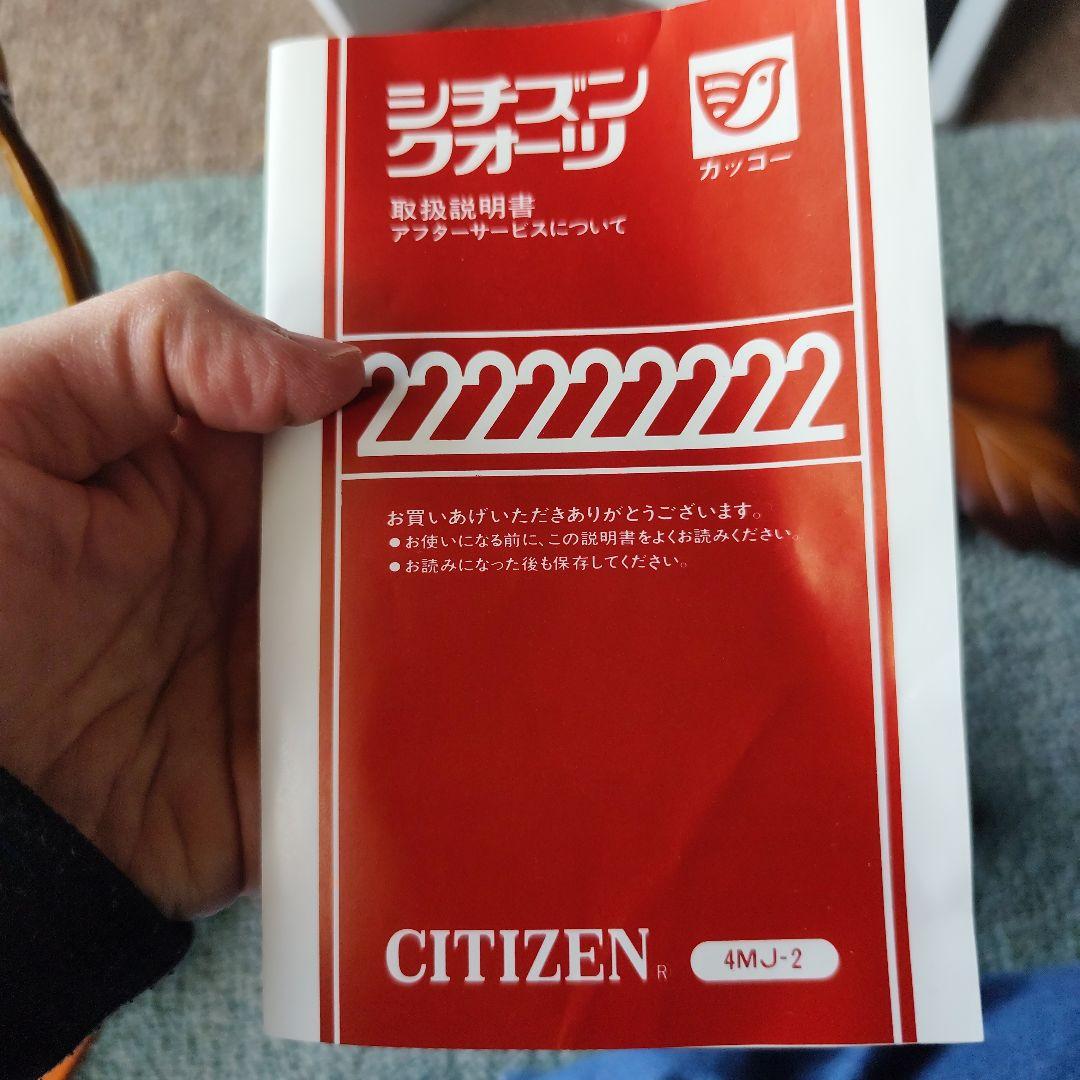 シチズン
クオーツ
カッコー
取扱説明書
アフターサービスについて
2222222222
お買いあげいただきありがとうございます。
●お使いになる前に、この説明書をよくお読みください。
●お読みになった後も保存してください。
CITIZEN R
4MJ-2